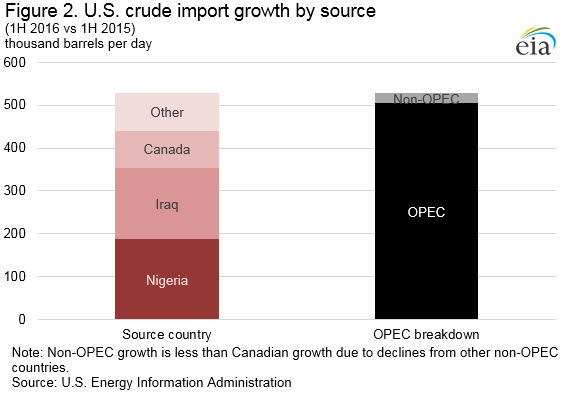 Figure 2. U.S. crude import growth by source
(1H 2016 vs 1H 2015)
thousand barrels per day
eia
600
500
400
300
200
100
0
Other
Canada
Iraq
Nigeria
Non-OPEC
OPEC
Source country
OPEC breakdown
Note: Non-OPEC growth is less than Canadian growth due to declines from other non-OPEC
countries.
Source: U.S. Energy Information Administration